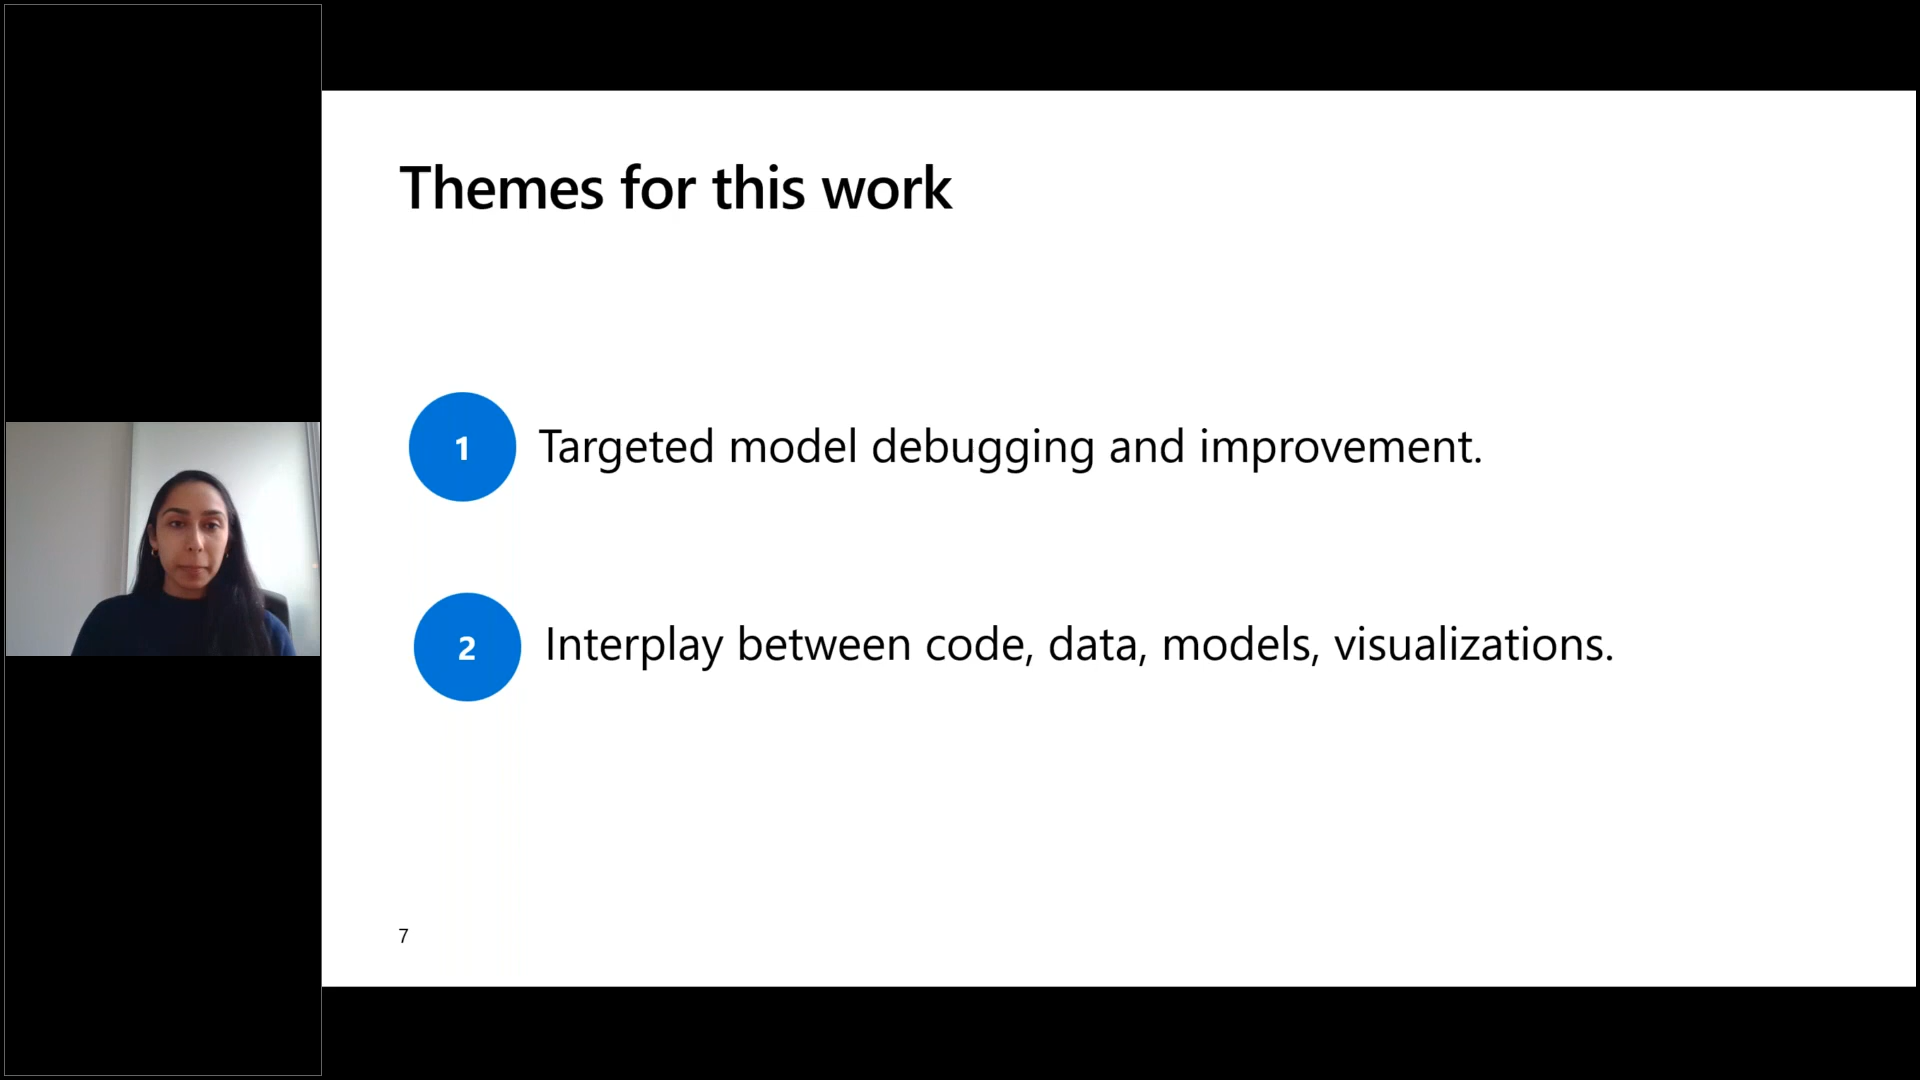 Themes for this work
1 Targeted model debugging and improvement.
2 Interplay between code, data, models, visualizations.
7